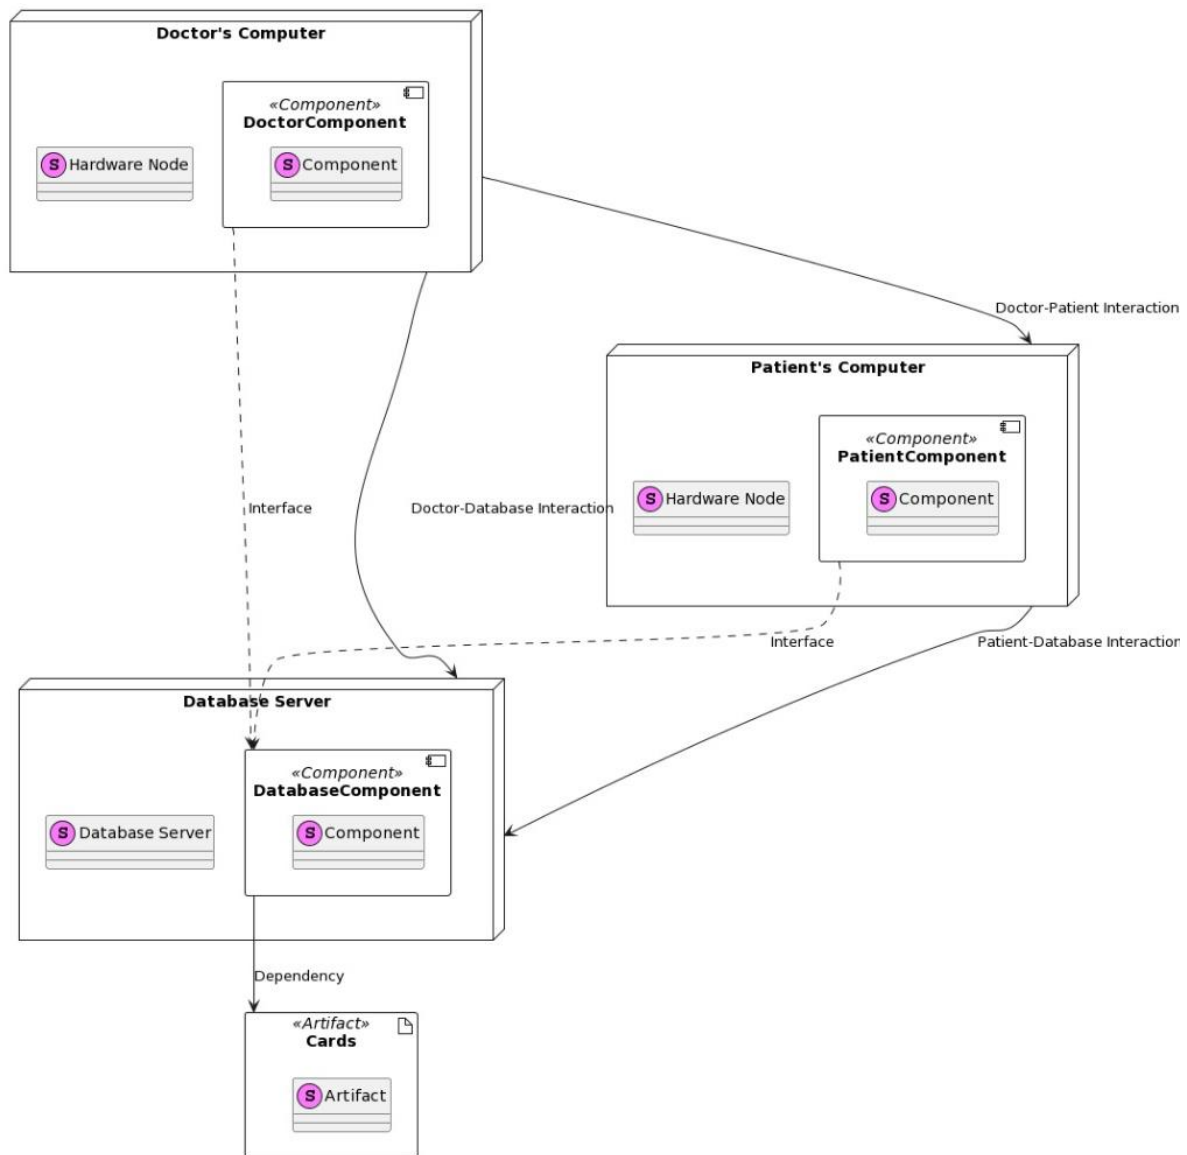 Doctor's Computer
«Component»
DoctorComponent
S Hardware Node
S Component
Doctor-Patient Interaction
Patient's Computer
«Component»
PatientComponent
S Hardware Node
S Component
Interface
Doctor-Database Interaction
Interface
Patient-Database Interaction
Database Server
«Component»
DatabaseComponent
S Database Server
S Component
Dependency
«Artifact»
Cards
S Artifact